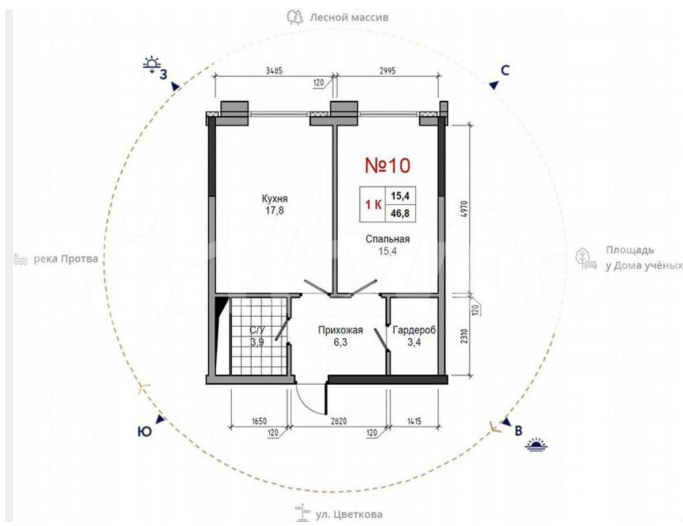 Лесной массив
З
С
3485
2995
120
№10
1 К
15,4
46,8
Кухня
17,8
Спальная
15,4
4970
река Протва
Площадь
у Дома учёных
С/У
3,9
Прихожая
6,3
Гардероб
3,4
120
2310
1650
2820
1415
120
120
Ю
В
ул. Цветкова